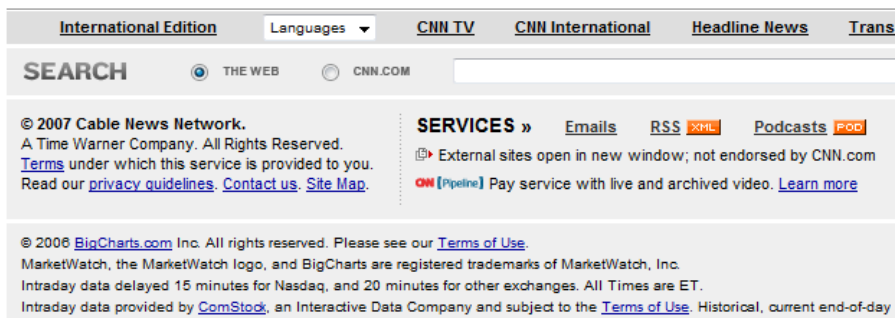 International Edition Languages CNN TV CNN International Headline News Trans
SEARCH THE WEB CNN.COM
© 2007 Cable News Network.
A Time Warner Company. All Rights Reserved.
Terms under which this service is provided to you.
Read our privacy guidelines. Contact us. Site Map.
SERVICES » Emails RSS XML Podcasts POD
External sites open in new window; not endorsed by CNN.com
CNN [Pipeline] Pay service with live and archived video. Learn more
© 2006 BigCharts.com Inc. All rights reserved. Please see our Terms of Use.
MarketWatch, the MarketWatch logo, and BigCharts are registered trademarks of MarketWatch, Inc.
Intraday data delayed 15 minutes for Nasdaq, and 20 minutes for other exchanges. All Times are ET.
Intraday data provided by ComStock, an Interactive Data Company and subject to the Terms of Use. Historical, current end-of-day